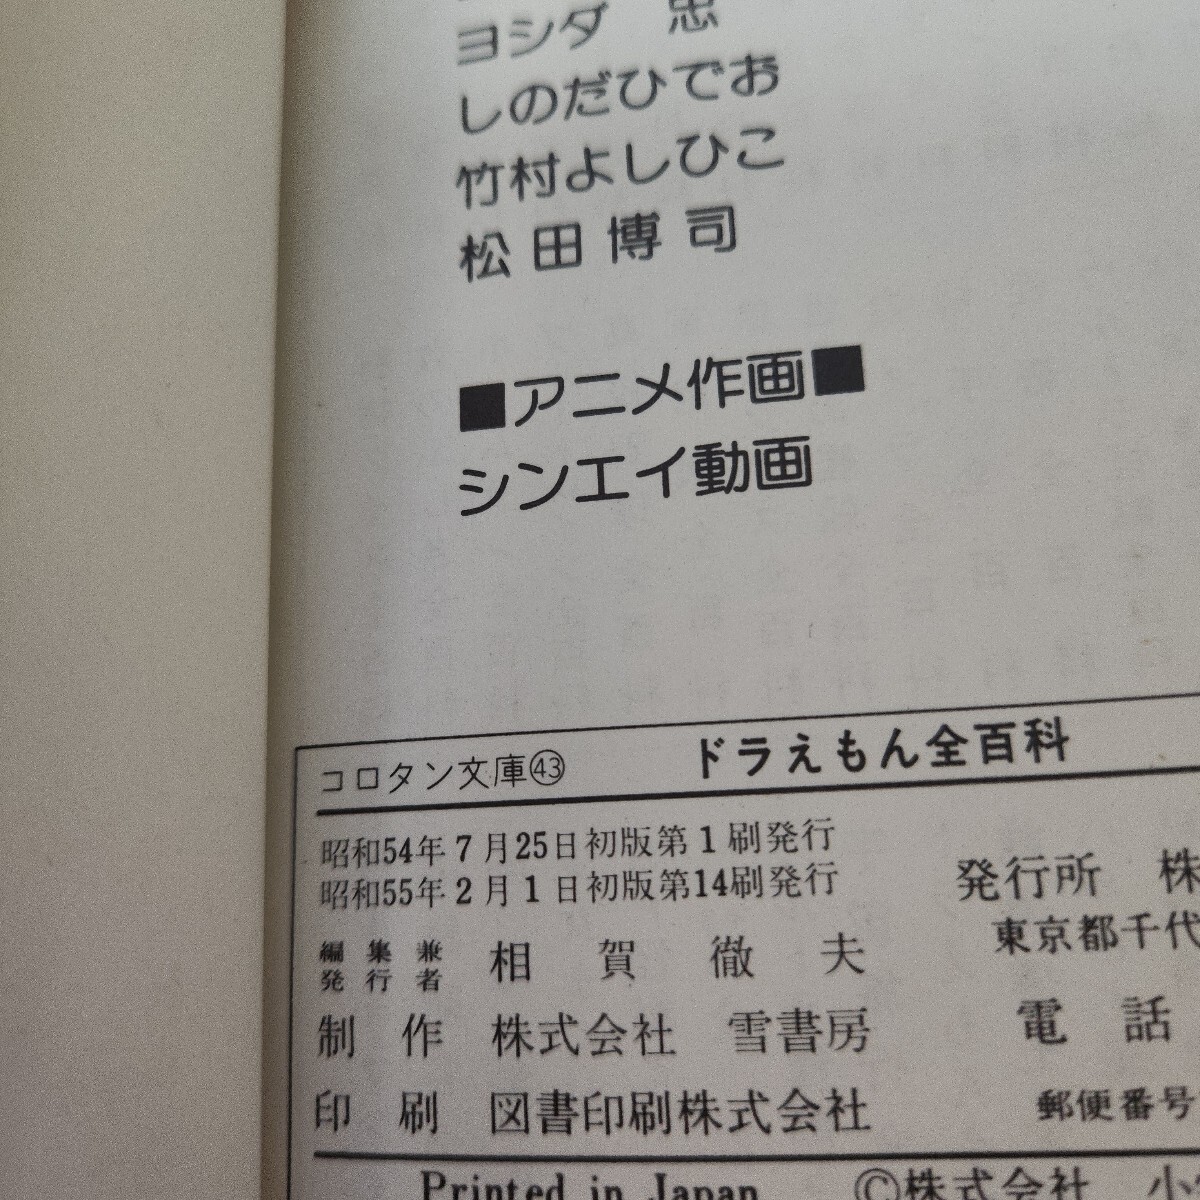 ヨシダ 忠
しのだひでお
竹村よしひこ
松田博司
■アニメ作画■
シンエイ動画
コロタン文庫㊸ ドラえもん全百科
昭和54年7月25日初版第1刷発行
昭和55年2月1日初版第14刷発行
編集兼発行者 相賀徹夫
制作 株式会社 雪書房
印刷 図書印刷株式会社
発行所 株
東京都千代
電話
郵便番号
Printed in Japan ©株式会社 小